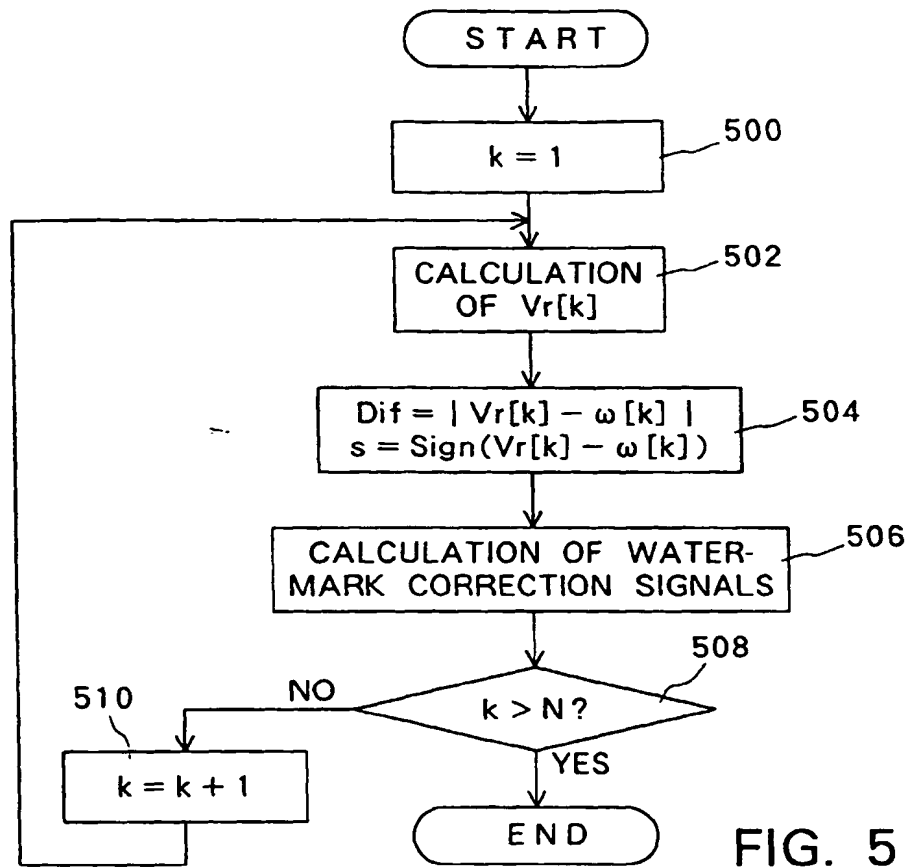 START
500
k = 1
502
CALCULATION
OF Vr[k]
504
Dif = | Vr[k] − ω[k] |
s = Sign(Vr[k] − ω[k])
506
CALCULATION OF WATER-
MARK CORRECTION SIGNALS
508
k > N?
NO
510
k = k + 1
YES
END
FIG. 5